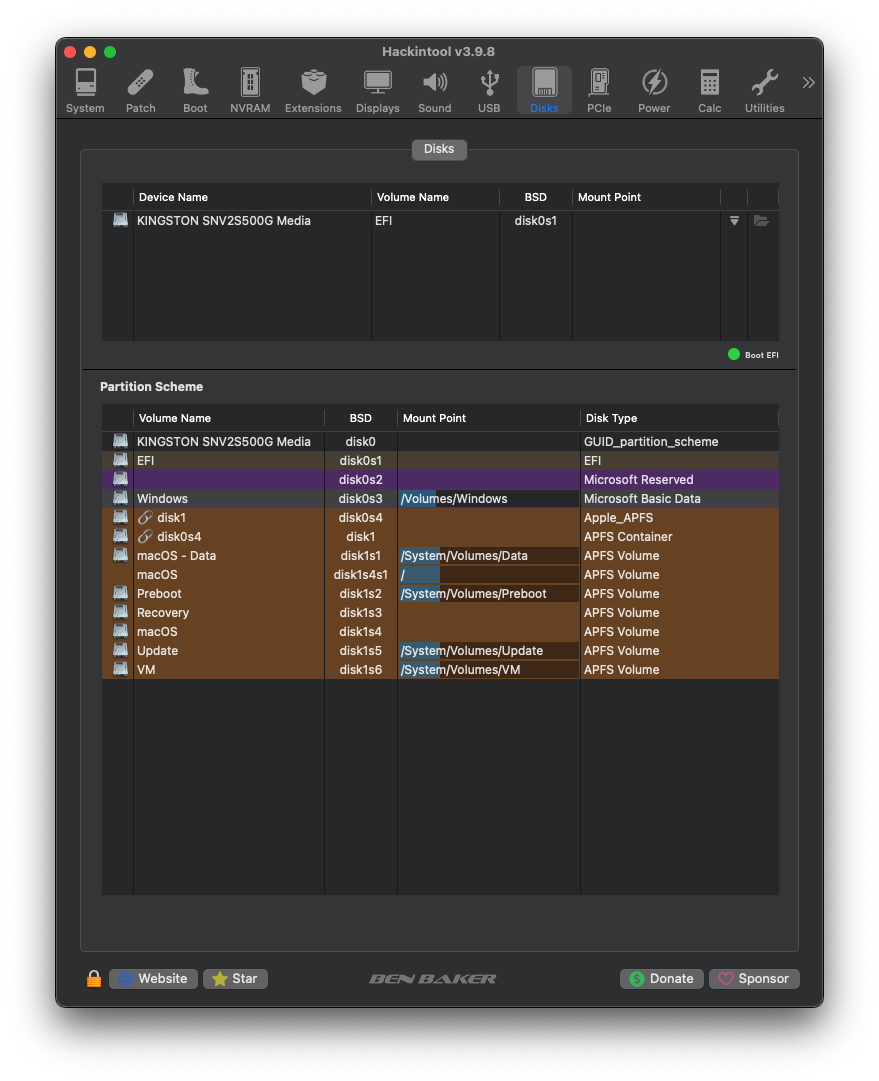 Hackintool v3.9.8
System Patch Boot NVRAM Extensions Displays Sound USB Disks PCIe Power Calc Utilities
Disks
Device Name Volume Name BSD Mount Point
KINGSTON SNV2S500G Media EFI disk0s1
Boot EFI
Partition Scheme
Volume Name BSD Mount Point Disk Type
KINGSTON SNV2S500G Media disk0 GUID_partition_scheme
EFI disk0s1 EFI
disk0s2 Microsoft Reserved
Windows disk0s3 /Volumes/Windows Microsoft Basic Data
disk1 disk0s4 Apple_APFS
disk0s4 disk1 APFS Container
macOS - Data disk1s1 /System/Volumes/Data APFS Volume
macOS disk1s4s1 / APFS Volume
Preboot disk1s2 /System/Volumes/Preboot APFS Volume
Recovery disk1s3 APFS Volume
macOS disk1s4 APFS Volume
Update disk1s5 /System/Volumes/Update APFS Volume
VM disk1s6 /System/Volumes/VM APFS Volume
Website Star BEN BAKER Donate Sponsor